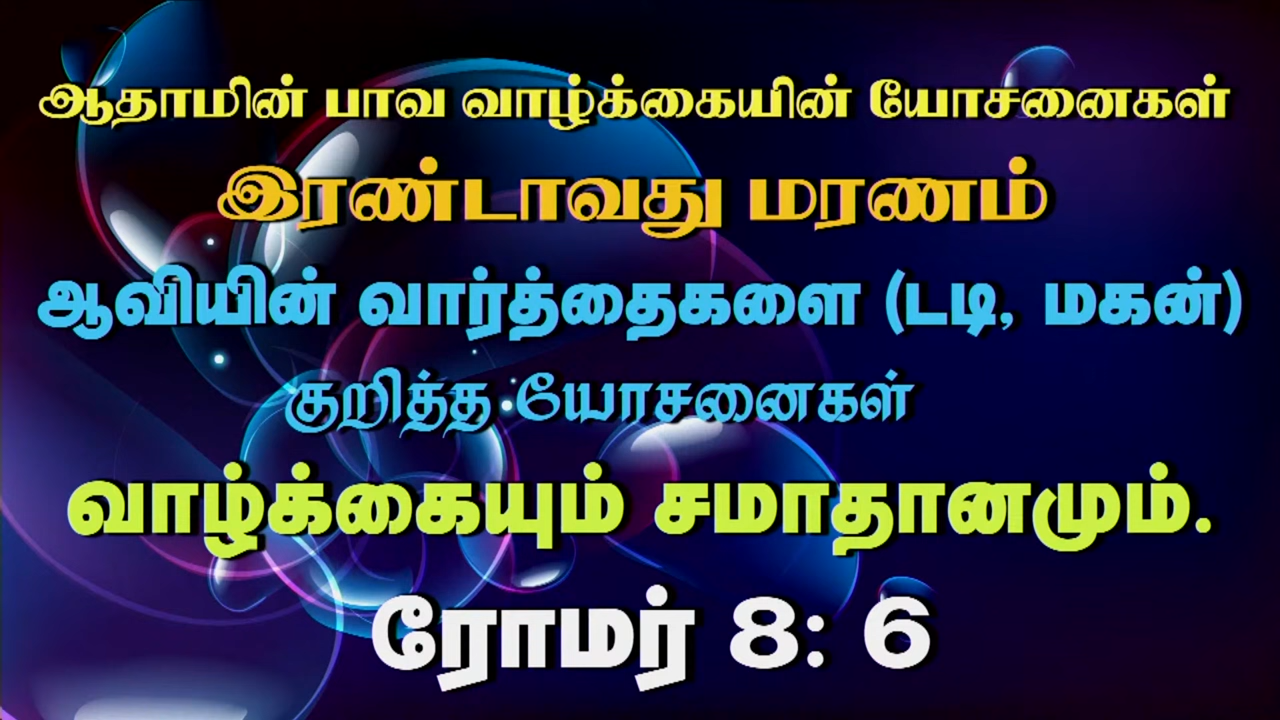 ஆதாமின் பாவ வாழ்க்கையின் யோசனைகள்
இரண்டாவது மரணம்
ஆவியின் வார்த்தைகளை (டடி, மகன்)
குறித்த யோசனைகள்
வாழ்க்கையும் சமாதானமும்.
ரோமர் 8: 6